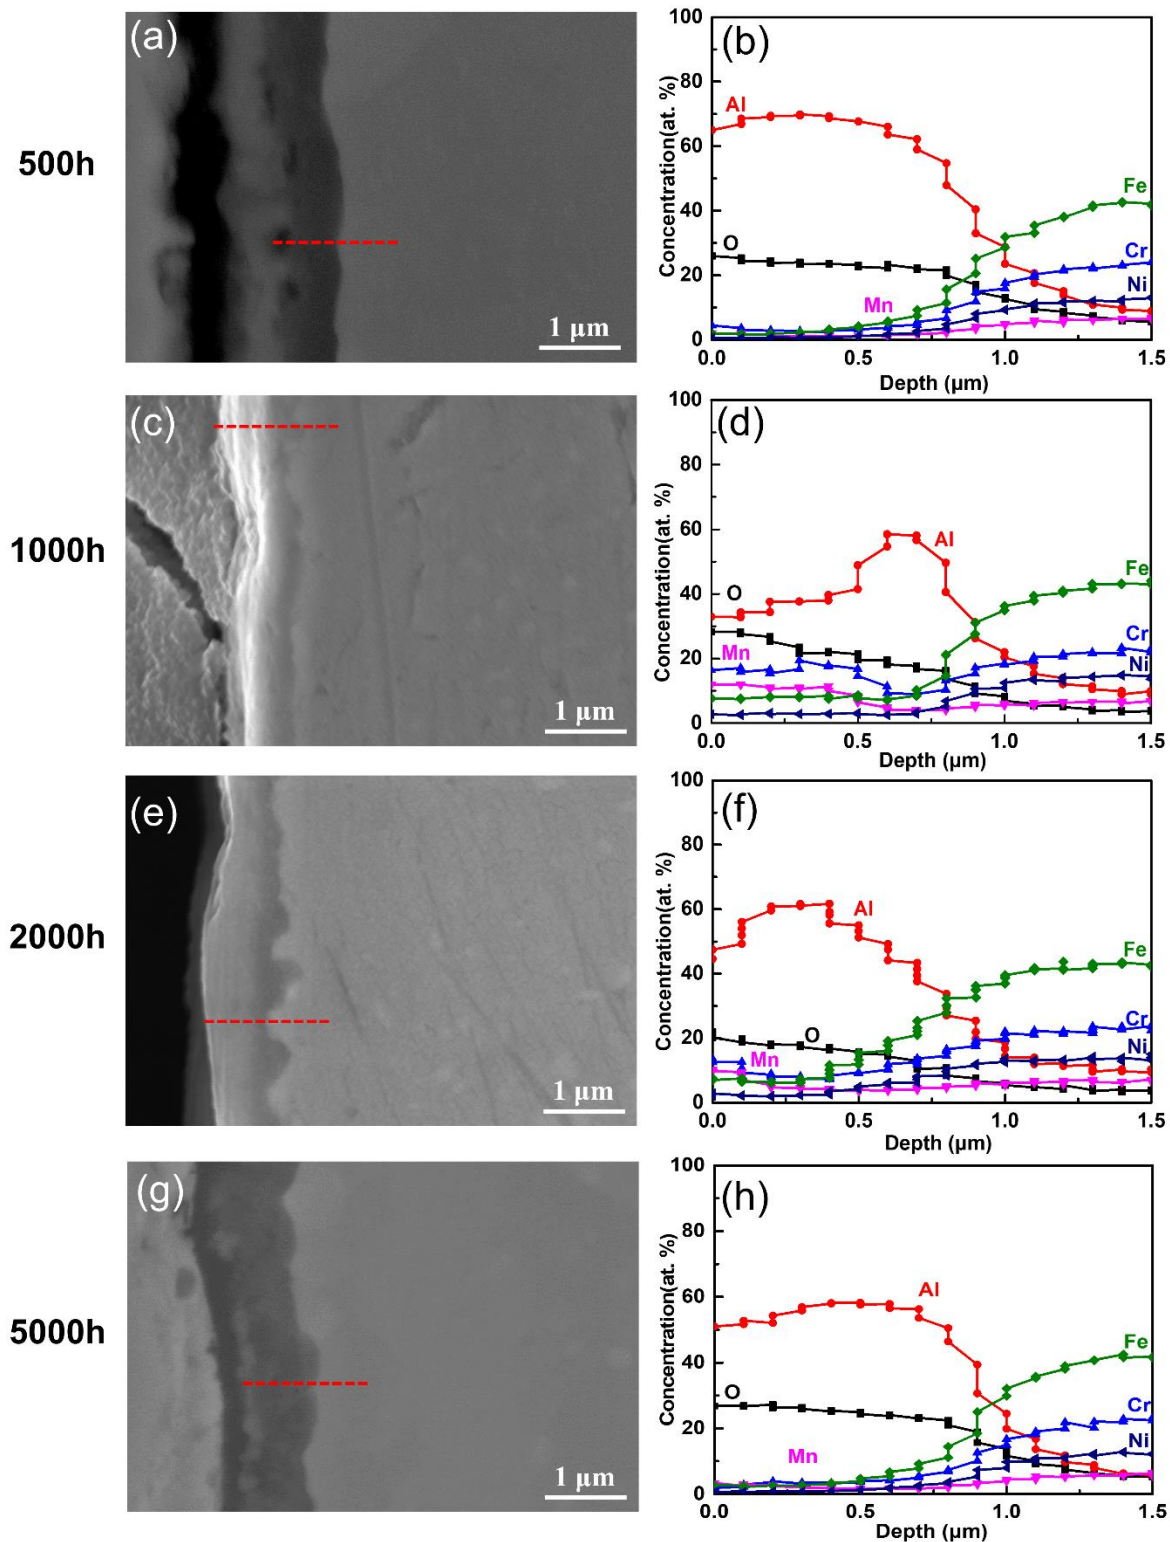 500h
(a)
1 µm
(b)
Concentration(at. %)
100
80
60
40
20
0
Al
O
Mn
Fe
Cr
Ni
0.0 0.5 1.0 1.5
Depth (µm)
1000h
(c)
1 µm
(d)
Concentration(at. %)
100
80
60
40
20
0
O
Mn
Al
Fe
Cr
Ni
0.0 0.5 1.0 1.5
Depth (µm)
2000h
(e)
1 µm
(f)
Concentration(at. %)
100
80
60
40
20
0
Al
O
Mn
Fe
Cr
Ni
0.0 0.5 1.0 1.5
Depth (µm)
5000h
(g)
1 µm
(h)
Concentration(at. %)
100
80
60
40
20
0
Al
O
Mn
Fe
Cr
Ni
0.0 0.5 1.0 1.5
Depth (µm)